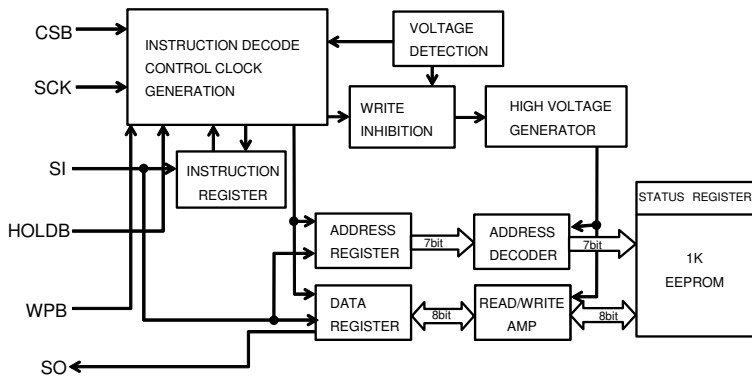 CSB
SCK
SI
HOLDB
WPB
SO
INSTRUCTION DECODE
CONTROL CLOCK
GENERATION
VOLTAGE
DETECTION
WRITE
INHIBITION
HIGH VOLTAGE
GENERATOR
INSTRUCTION
REGISTER
ADDRESS
REGISTER
7bit
ADDRESS
DECODER
7bit
STATUS REGISTER
1K
EEPROM
DATA
REGISTER
8bit
READ/WRITE
AMP
8bit